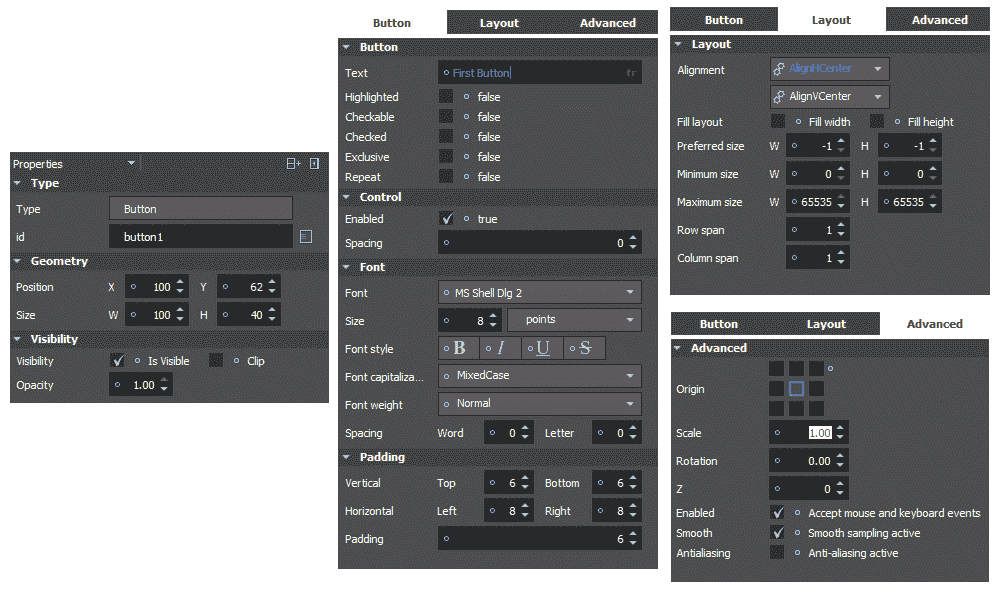 Properties
Type
Type Button
id button1
Geometry
Position X 100 Y 62
Size W 100 H 40
Visibility
Visibility Is Visible Clip
Opacity 1.00
Button Layout Advanced
Button
Text First Button tr
Highlighted false
Checkable false
Checked false
Exclusive false
Repeat false
Control
Enabled true
Spacing 0
Font
Font MS Shell Dlg 2
Size 8 points
Font style B I U S
Font capitaliza... MixedCase
Font weight Normal
Spacing Word 0 Letter 0
Padding
Vertical Top 6 Bottom 6
Horizontal Left 8 Right 8
Padding 6
Button Layout Advanced
Layout
Alignment AlignHCenter
AlignVCenter
Fill layout Fill width Fill height
Preferred size W -1 H -1
Minimum size W 0 H 0
Maximum size W 65535 H 65535
Row span 1
Column span 1
Button Layout Advanced
Advanced
Origin
Scale 1.00
Rotation 0.00
Z 0
Enabled Accept mouse and keyboard events
Smooth Smooth sampling active
Antialiasing Anti-aliasing active